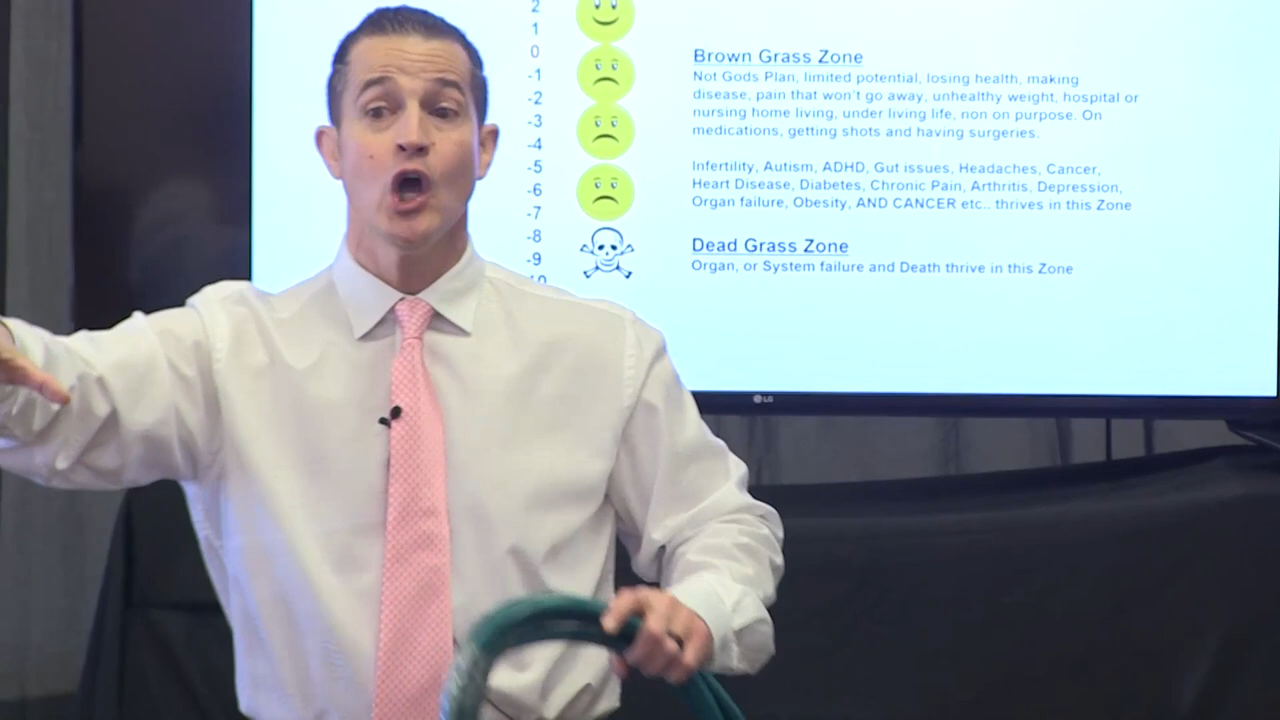 2
1
0
-1
-2
-3
-4
-5
-6
-7
-8
-9
Brown Grass Zone
Not Gods Plan, limited potential, losing health, making
disease, pain that won't go away, unhealthy weight, hospital or
nursing home living, under living life, non on purpose. On
medications, getting shots and having surgeries.
Infertility, Autism, ADHD, Gut issues, Headaches, Cancer,
Heart Disease, Diabetes, Chronic Pain, Arthritis, Depression,
Organ failure, Obesity, AND CANCER etc.. thrives in this Zone
Dead Grass Zone
Organ, or System failure and Death thrive in this Zone
LG